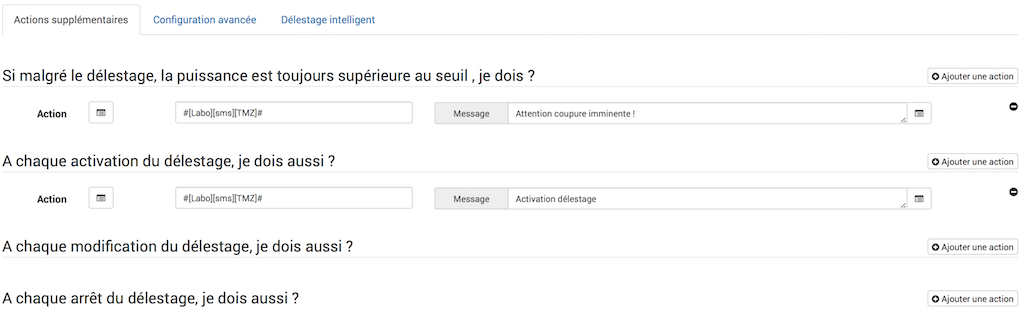 Actions supplémentaires Configuration avancée Délestage intelligent
Si malgré le délestage, la puissance est toujours supérieure au seuil , je dois ? Ajouter une action
Action #[Labo][sms][TMZ]# Message Attention coupure imminente !
A chaque activation du délestage, je dois aussi ? Ajouter une action
Action #[Labo][sms][TMZ]# Message Activation délestage
A chaque modification du délestage, je dois aussi ? Ajouter une action
A chaque arrêt du délestage, je dois aussi ? Ajouter une action